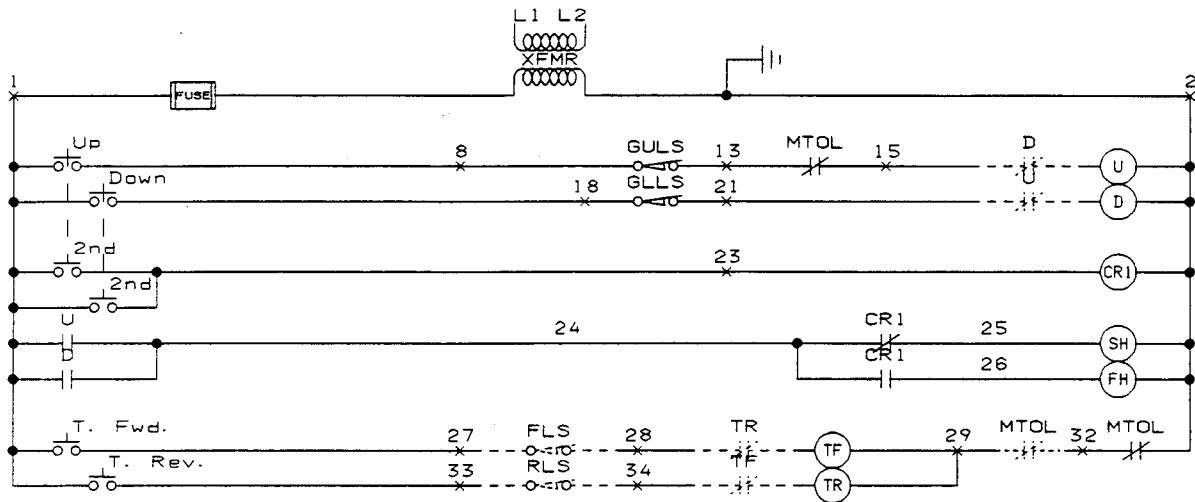 L1 L2
XFMR
1
FUSE
2
Up
8
GULS
13
MTOL
15
D
U
Down
18
GLLS
21
U
D
2nd
23
CR1
2nd
U
24
CR1
25
SH
D
CR1
26
FH
T. Fwd.
27
FLS
28
TR
TF
29
MTOL
32
MTOL
T. Rev.
33
RLS
34
TF
TR